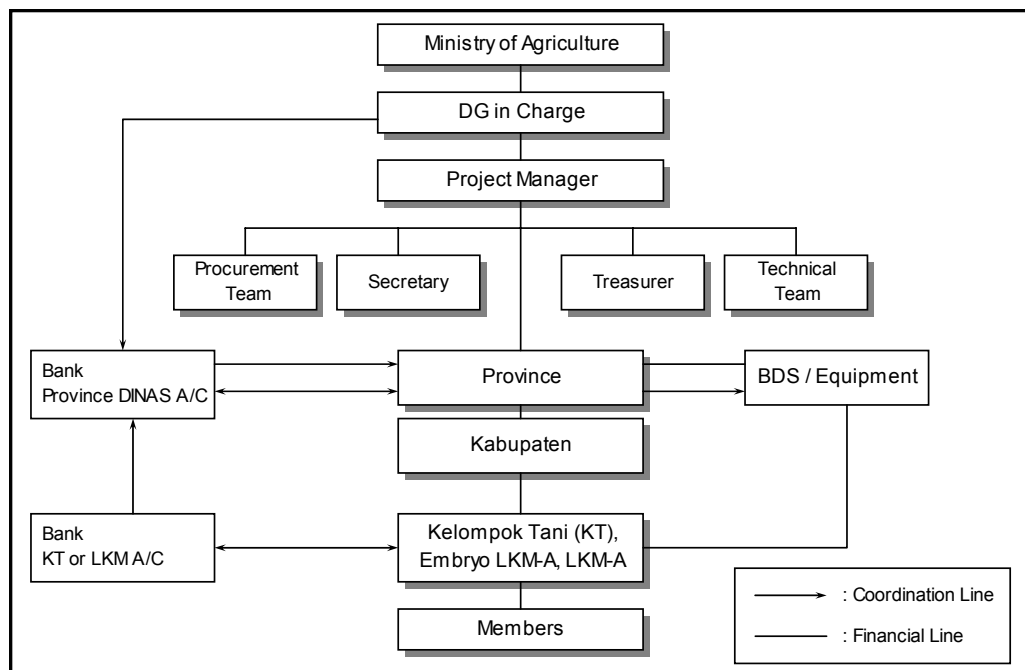 Ministry of Agriculture
DG in Charge
Project Manager
Procurement
Team
Secretary
Treasurer
Technical
Team
Bank
Province DINAS A/C
Province
BDS / Equipment
Kabupaten
Bank
KT or LKM A/C
Kelompok Tani (KT),
Embryo LKM-A, LKM-A
Members
: Coordination Line
: Financial Line